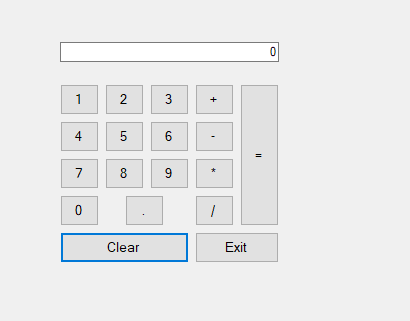 0
1 2 3 +
4 5 6 -
=
7 8 9 *
0 . /
Clear Exit